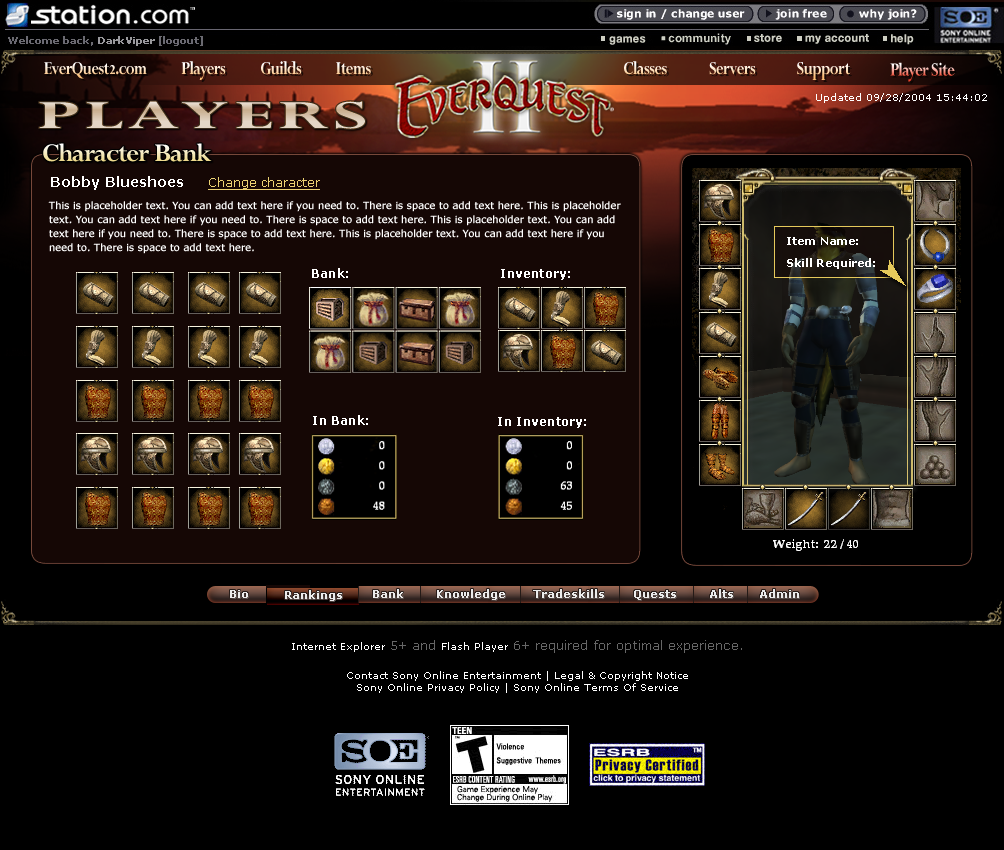 station.com™
sign in / change user
join free
why join?
SOE
SONY ONLINE
ENTERTAINMENT
Welcome back, DarkViper [logout]
games
community
store
my account
help
EverQuest2.com
Players
Guilds
Items
EVERQUEST
II
Classes
Servers
Support
Player Site
PLAYERS
Updated 09/28/2004 15:44:02
Character Bank
Bobby Blueshoes
Change character
This is placeholder text. You can add text here if you need to. There is space to add text here. This is placeholder
text. You can add text here if you need to. There is space to add text here. This is placeholder text. You can add
text here if you need to. There is space to add text here. This is placeholder text. You can add text here if you
need to. There is space to add text here.
Bank:
Inventory:
In Bank:
0
0
0
48
In Inventory:
0
0
63
45
Item Name:
Skill Required:
Weight: 22 / 40
Bio
Rankings
Bank
Knowledge
Tradeskills
Quests
Alts
Admin
Internet Explorer 5+ and Flash Player 6+ required for optimal experience.
Contact Sony Online Entertainment | Legal & Copyright Notice
Sony Online Privacy Policy | Sony Online Terms Of Service
SOE
SONY ONLINE
ENTERTAINMENT
TEEN
T
Violence
Suggestive Themes
ESRB CONTENT RATING www.esrb.org
Game Experience May
Change During Online Play
ESRB ™
Privacy Certified
click to privacy statement